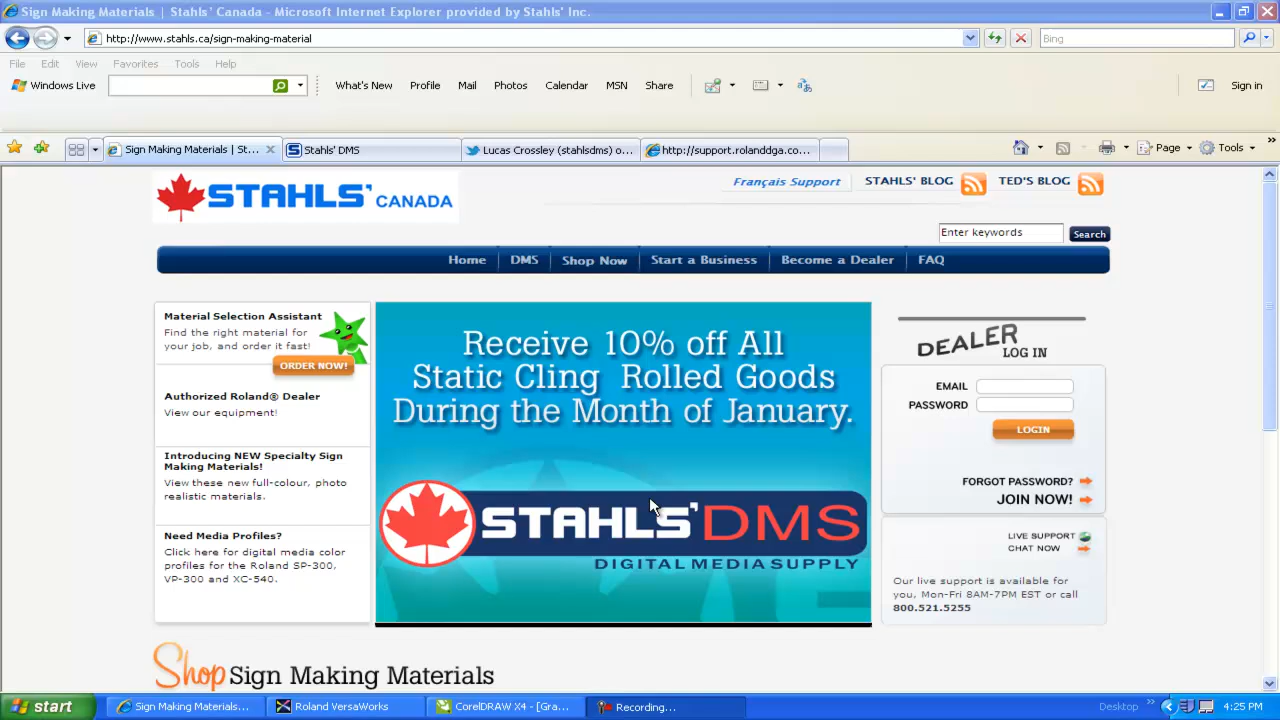 Sign Making Materials | Stahls' Canada - Microsoft Internet Explorer provided by Stahls' Inc.
http://www.stahls.ca/sign-making-material
Bing
File Edit View Favorites Tools Help
Windows Live
What's New Profile Mail Photos Calendar MSN Share
Sign in
Sign Making Materials | St...
Stahls' DMS
Lucas Crossley (stahlsdms) o...
http://support.rolanddga.co...
Page
Tools
STAHLS' CANADA
Français Support
STAHLS' BLOG
TED'S BLOG
Enter keywords
Search
Home DMS Shop Now Start a Business Become a Dealer FAQ
Material Selection Assistant
Find the right material for
your job, and order it fast!
ORDER NOW!
Authorized Roland® Dealer
View our equipment!
Introducing NEW Specialty Sign
Making Materials!
View these new full-colour, photo
realistic materials.
Need Media Profiles?
Click here for digital media color
profiles for the Roland SP-300,
VP-300 and XC-540.
Receive 10% off All
Static Cling Rolled Goods
During the Month of January.
STAHLS' DMS
DIGITAL MEDIA SUPPLY
DEALER
LOG IN
EMAIL
PASSWORD
LOGIN
FORGOT PASSWORD?
JOIN NOW!
LIVE SUPPORT
CHAT NOW
Our live support is available for
you, Mon-Fri 8AM-7PM EST or call
800.521.5255
Shop Sign Making Materials
start
Sign Making Materials...
Roland VersaWorks
CorelDRAW X4 - [Gra...
Recording...
Desktop
4:25 PM